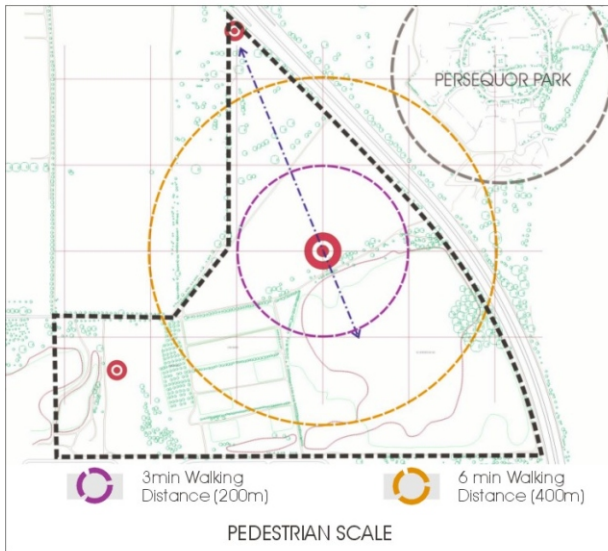 PERSEQUOR PARK
3min Walking
Distance (200m)
6 min Walking
Distance (400m)
PEDESTRIAN SCALE